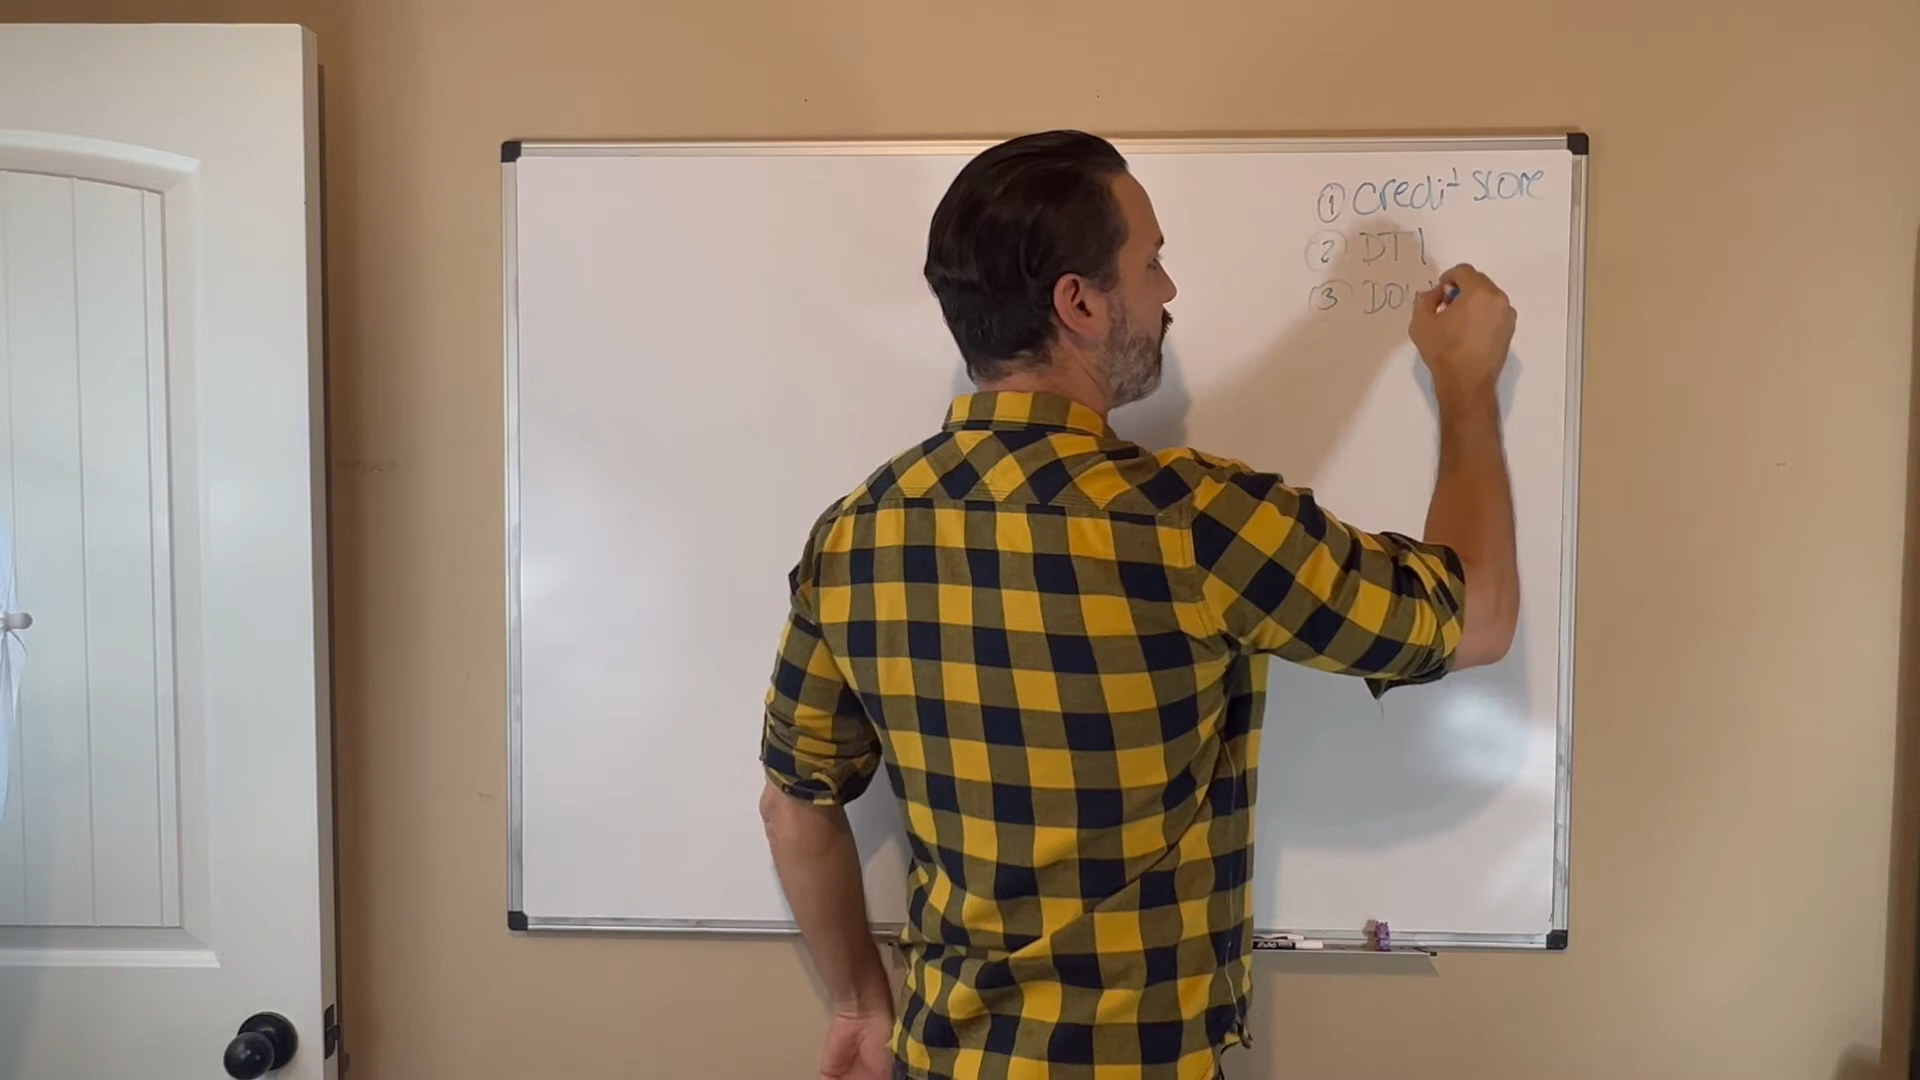 ① Credit Score
② DTI
③ DOW